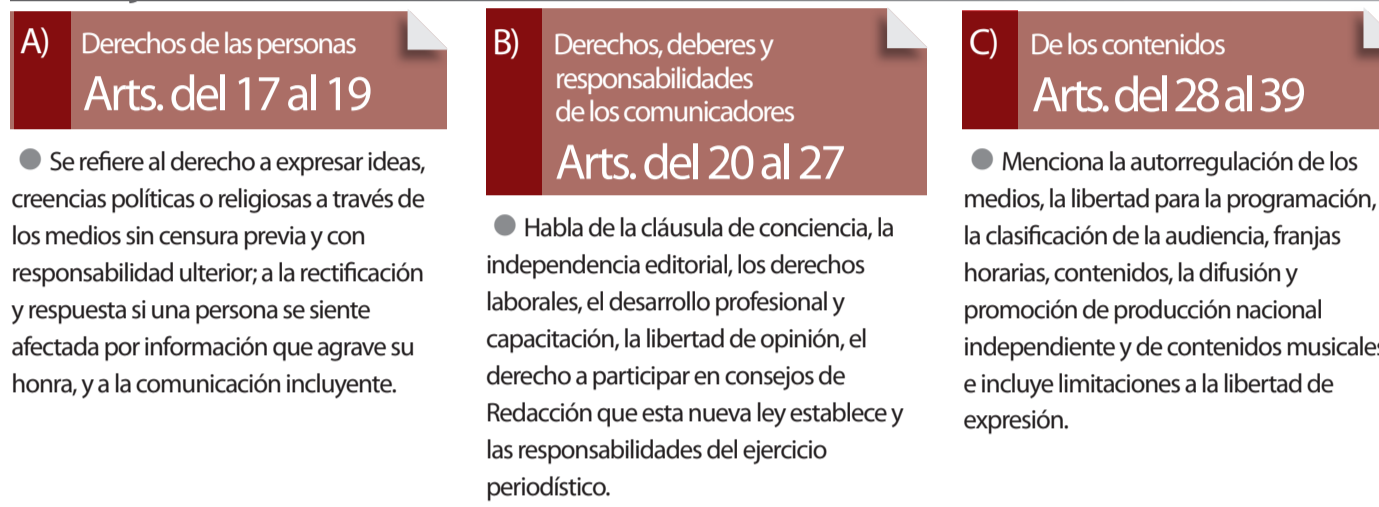 A)
Derechos de las personas
Arts. del 17 al 19
● Se refiere al derecho a expresar ideas,
creencias políticas o religiosas a través de
los medios sin censura previa y con
responsabilidad ulterior; a la rectificación
y respuesta si una persona se siente
afectada por información que agrave su
honra, y a la comunicación incluyente.
B)
Derechos, deberes y
responsabilidades
de los comunicadores
Arts. del 20 al 27
● Habla de la cláusula de conciencia, la
independencia editorial, los derechos
laborales, el desarrollo profesional y
capacitación, la libertad de opinión, el
derecho a participar en consejos de
Redacción que esta nueva ley establece y
las responsabilidades del ejercicio
periodístico.
C)
De los contenidos
Arts. del 28 al 39
● Menciona la autorregulación de los
medios, la libertad para la programación,
la clasificación de la audiencia, franjas
horarias, contenidos, la difusión y
promoción de producción nacional
independiente y de contenidos musicales
e incluye limitaciones a la libertad de
expresión.